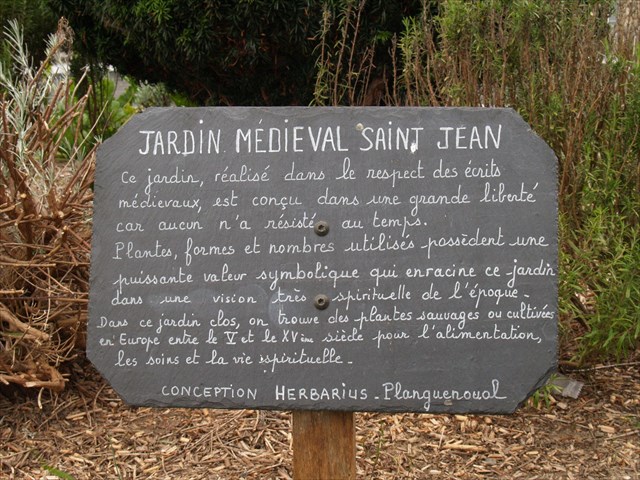 JARDIN MÉDIEVAL SAINT JEAN
Ce jardin, réalisé dans le respect des écrits
médievaux, est conçu dans une grande liberté
car aucun n'a résisté au temps.
Plantes, formes et nombres utilisés possèdent une
puissante valeur symbolique qui enracine ce jardin
dans une vision très spirituelle de l'époque.
Dans ce jardin clos, on trouve des plantes sauvages ou cultivées
en Europe entre le V et le XVème siècle pour l'alimentation,
les soins et la vie espirituelle.
CONCEPTION HERBARIUS - Planguenoual